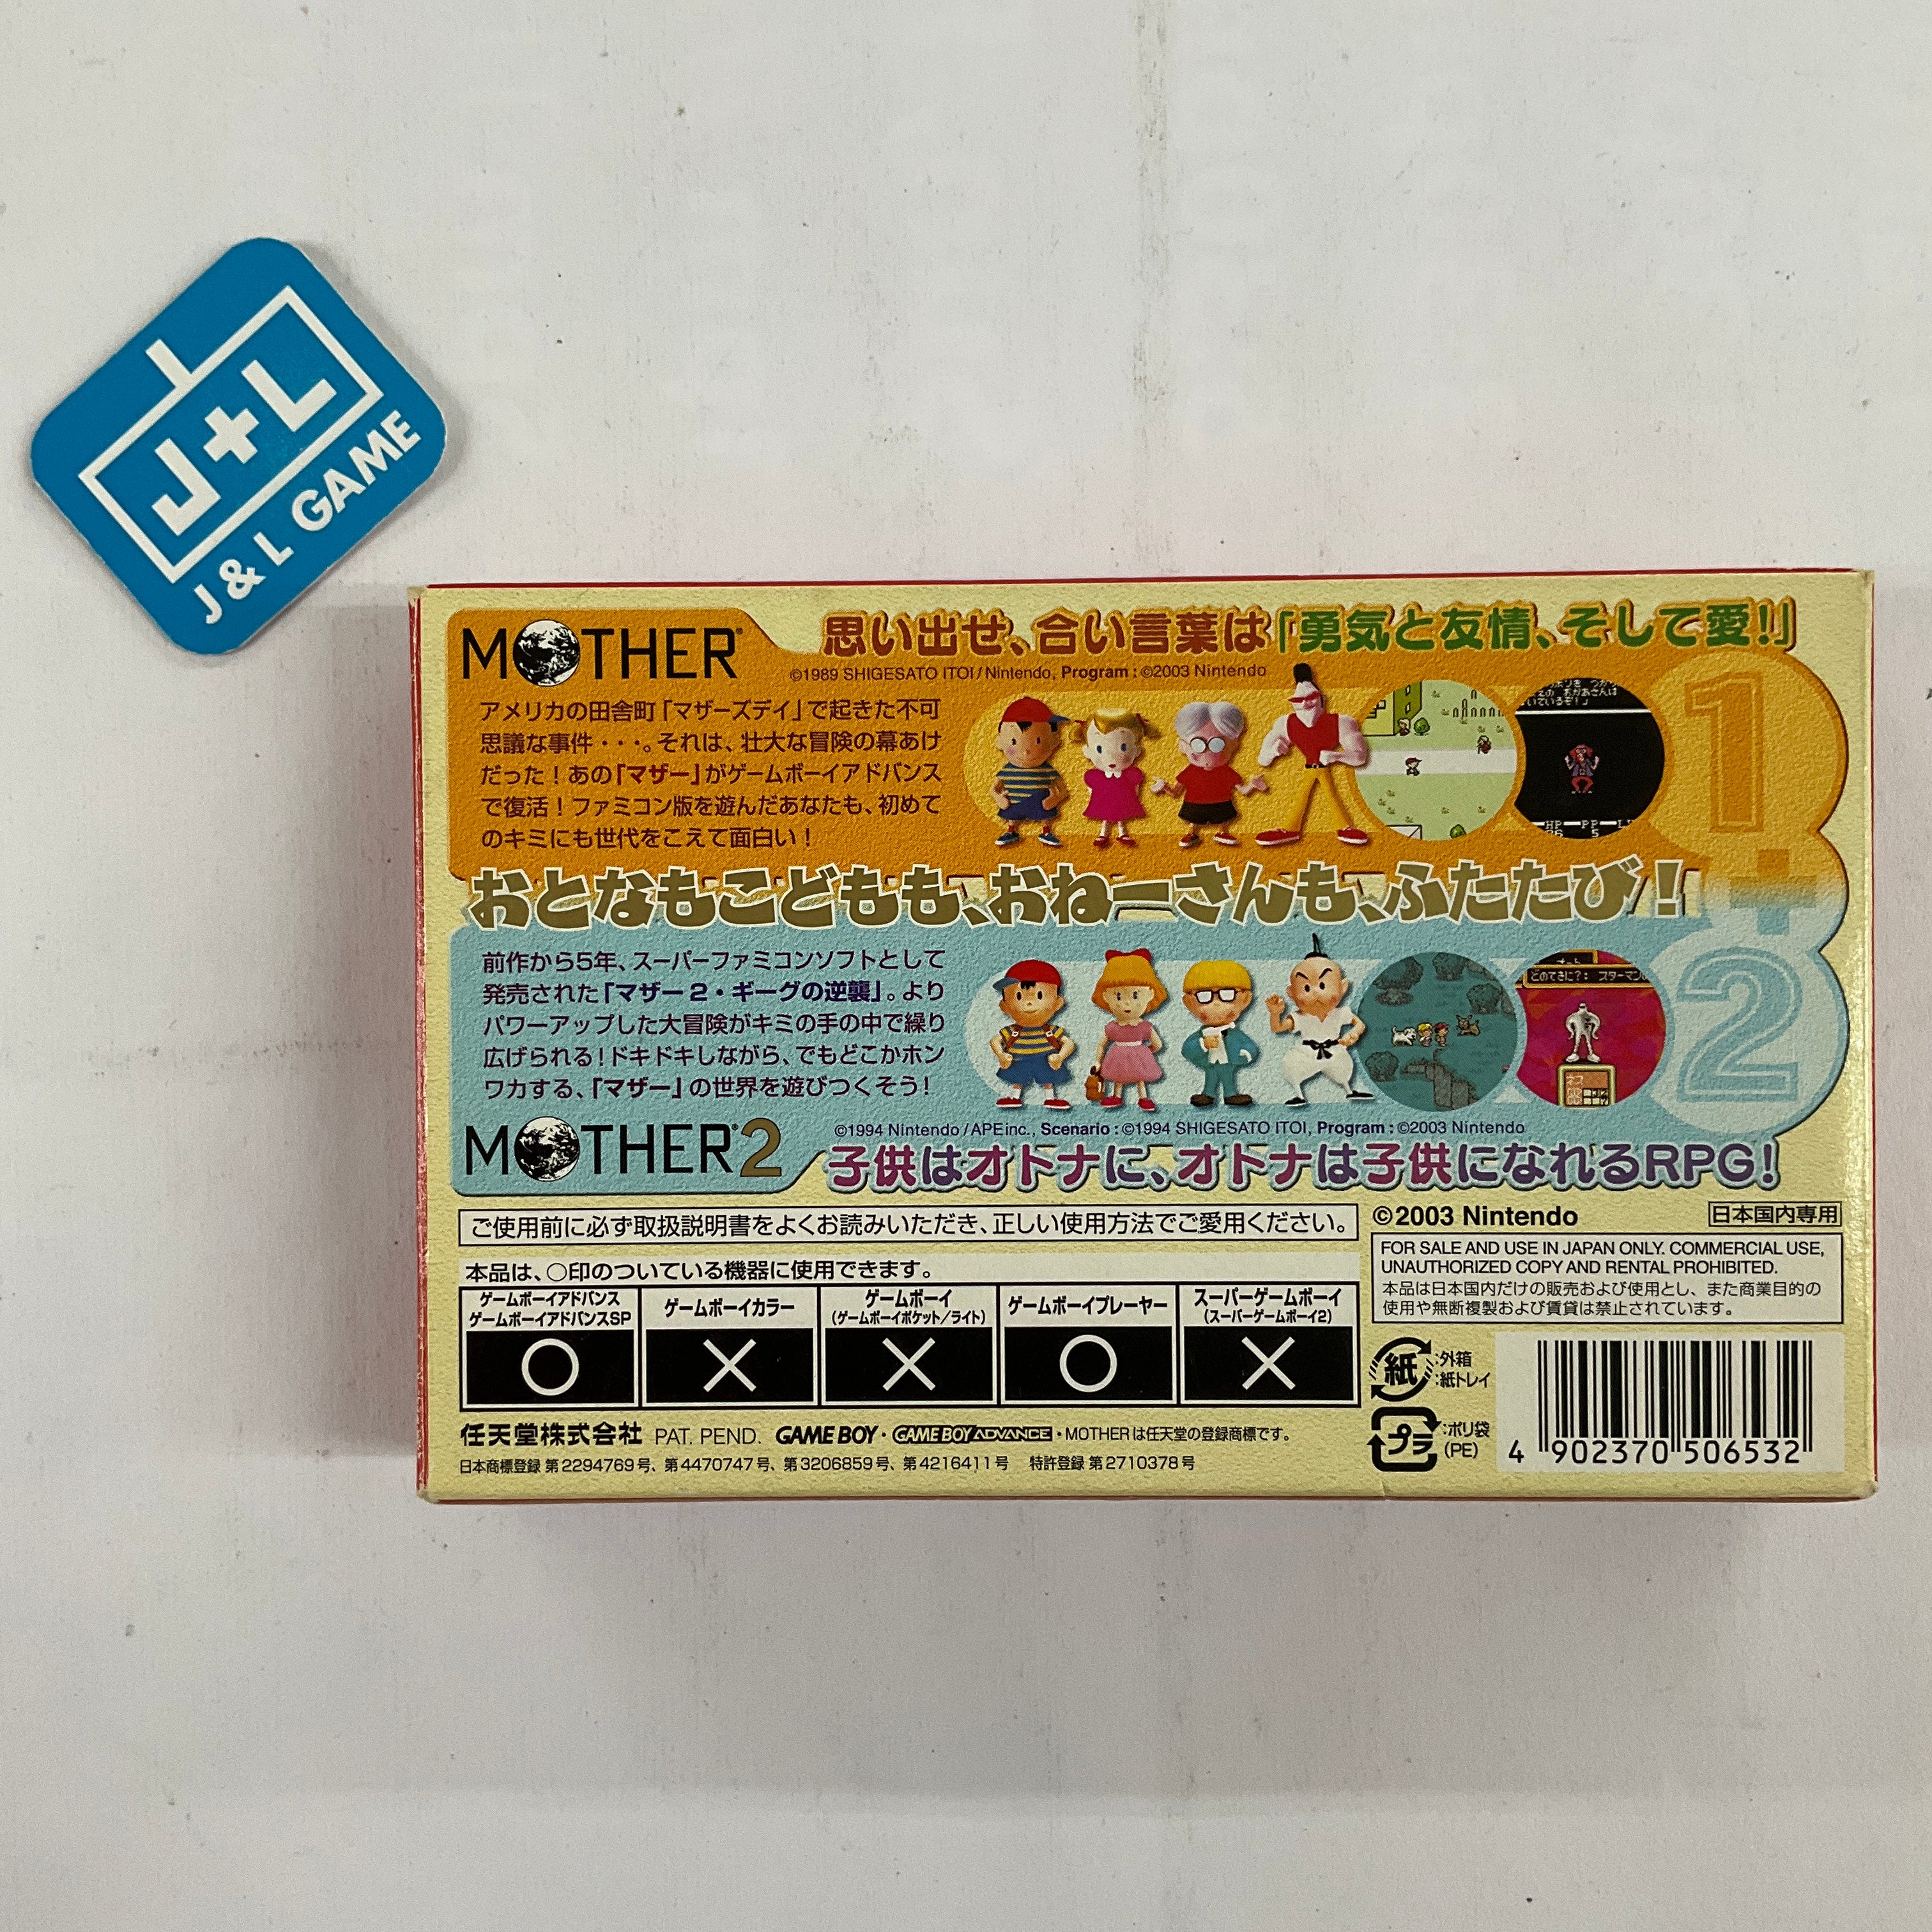 J+L
J & L GAME
MOTHER®
思い出せ、合い言葉は「勇気と友情、そして愛!」
©1989 SHIGESATO ITOI / Nintendo, Program : ©2003 Nintendo
アメリカの田舎町「マザーズデイ」で起きた不可
思議な事件・・・。それは、壮大な冒険の幕あけ
だった!あの「マザー」がゲームボーイアドバンス
で復活!ファミコン版を遊んだあなたも、初めて
のキミにも世代をこえて面白い!
1
+
2
おとなもこどもも、おねーさんも、ふたたび!
前作から5年、スーパーファミコンソフトとして
発売された「マザー2・ギーグの逆襲」。より
パワーアップした大冒険がキミの手の中で繰り
広げられる!ドキドキしながら、でもどこかホン
ワカする、「マザー」の世界を遊びつくそう!
どのてきに?: スターマン
ネス
MOTHER®2
©1994 Nintendo / APE inc., Scenario : ©1994 SHIGESATO ITOI, Program : ©2003 Nintendo
子供はオトナに、オトナは子供になれるRPG!
ご使用前に必ず取扱説明書をよくお読みいただき、正しい使用方法でご愛用ください。
©2003 Nintendo
日本国内専用
FOR SALE AND USE IN JAPAN ONLY. COMMERCIAL USE,
UNAUTHORIZED COPY AND RENTAL PROHIBITED.
本品は日本国内だけの販売および使用とし、また商業目的の
使用や無断複製および賃貸は禁止されています。
本品は、○印のついている機器に使用できます。
ゲームボーイアドバンス
ゲームボーイアドバンスSP
ゲームボーイカラー
ゲームボーイ
(ゲームボーイポケット/ライト)
ゲームボーイプレーヤー
スーパーゲームボーイ
(スーパーゲームボーイ2)
○ × × ○ ×
紙 :外箱
:紙トレイ
プラ :ポリ袋
(PE)
4 902370 506532
任天堂株式会社 PAT. PEND. GAME BOY・GAME BOY ADVANCE・MOTHERは任天堂の登録商標です。
日本商標登録 第2294769号、第4470747号、第3206859号、第4216411号 特許登録 第2710378号